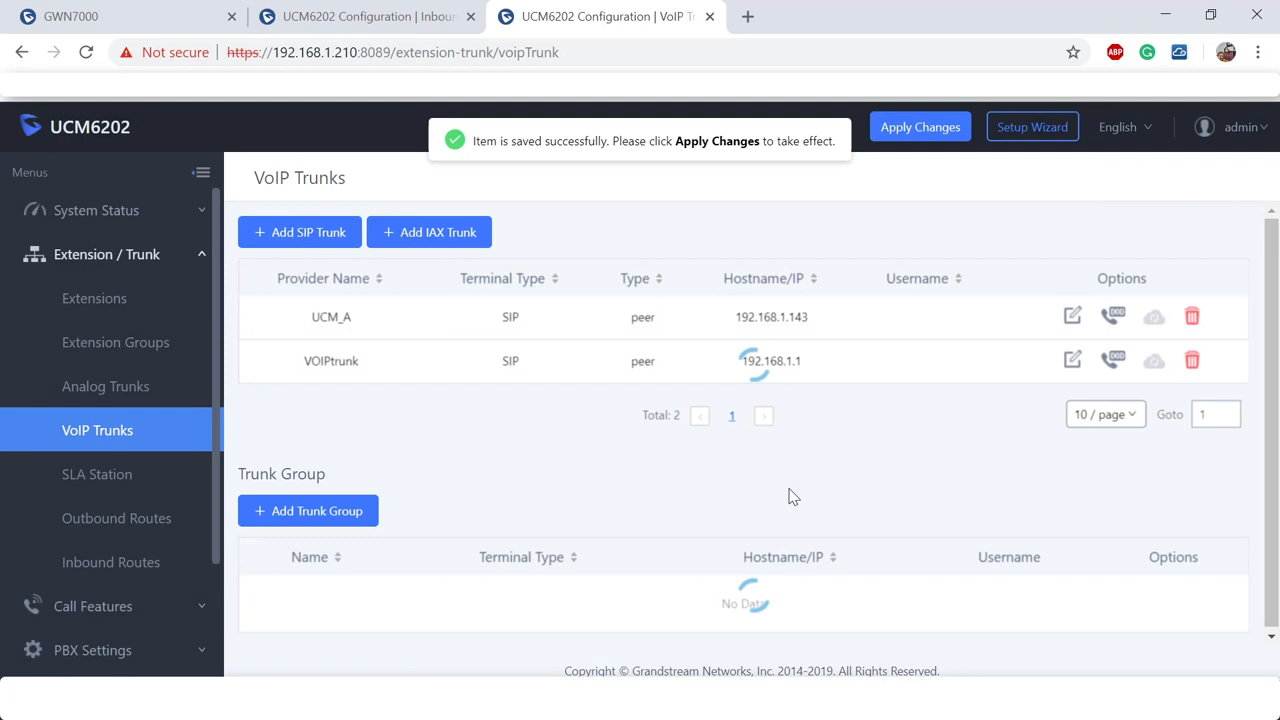 GWN7000
UCM6202 Configuration | Inboun
UCM6202 Configuration | VoIP Tr
Not secure
https://192.168.1.210:8089/extension-trunk/voipTrunk
ABP
UCM6202
Item is saved successfully. Please click Apply Changes to take effect.
Apply Changes
Setup Wizard
English
admin
Menus
System Status
Extension / Trunk
Extensions
Extension Groups
Analog Trunks
VoIP Trunks
SLA Station
Outbound Routes
Inbound Routes
Call Features
PBX Settings
VoIP Trunks
+ Add SIP Trunk
+ Add IAX Trunk
Provider Name Terminal Type Type Hostname/IP Username Options
UCM_A SIP peer 192.168.1.143
VOIPtrunk SIP peer 192.168.1.1
Total: 2 < 1 > 10 / page Goto 1
Trunk Group
+ Add Trunk Group
Name Terminal Type Hostname/IP Username Options
No Data
Copyright © Grandstream Networks, Inc. 2014-2019. All Rights Reserved.